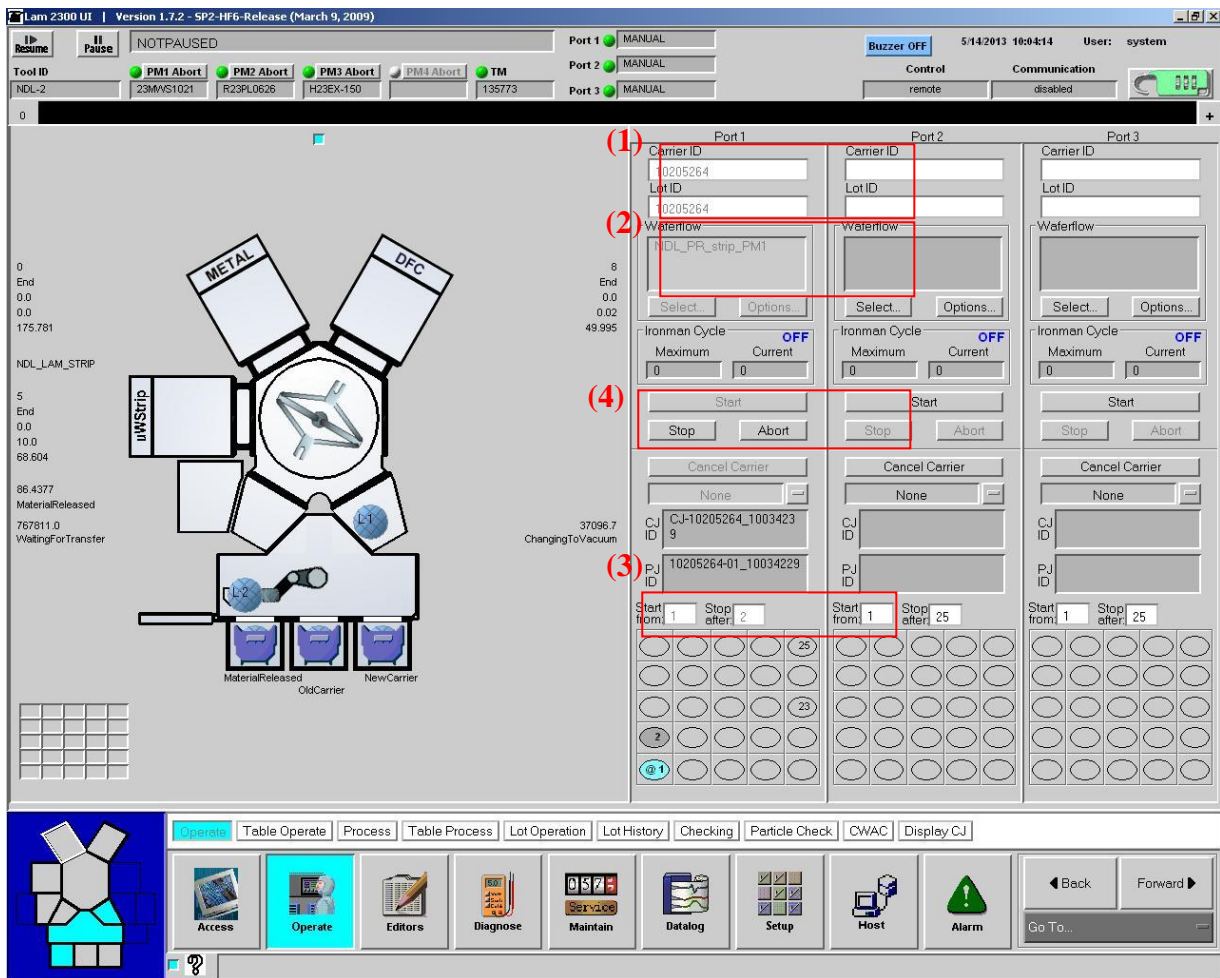 Lam 2300 UI | Version 1.7.2 - SP2-HF6-Release (March 9, 2009)
Resume
Pause
NOTPAUSED
Port 1 MANUAL
Port 2 MANUAL
Port 3 MANUAL
Buzzer OFF
5/14/2013 10:04:14
User: system
Tool ID
NDL-2
PM1 Abort
23MWS1021
PM2 Abort
R23PL0626
PM3 Abort
H23EX-150
PM4 Abort
TM
135773
Control
remote
Communication
disabled
0
+
0
End
0.0
0.0
175.781
NDL_LAM_STRIP
5
End
0.0
10.0
68.604
86.4377
MaterialReleased
767811.0
WaitingForTransfer
METAL
DFC
uWStrip
L-1
L-2
8
End
0.0
0.02
49.995
37096.7
ChangingToVacuum
MaterialReleased
OldCarrier
NewCarrier
(1)
(2)
(4)
(3)
Port 1
Carrier ID
10205264
Lot ID
10205264
Waferflow
NDL_PR_strip_PM1
Select...
Options...
Ironman Cycle
OFF
Maximum
Current
0
0
Start
Stop
Abort
Cancel Carrier
None
CJ ID
CJ-10205264_1003423
9
PJ ID
10205264-01_10034229
Start from: 1
Stop after: 2
25
23
2
@ 1
Port 2
Carrier ID
Lot ID
Waferflow
Select...
Options...
Ironman Cycle
OFF
Maximum
Current
0
0
Start
Stop
Abort
Cancel Carrier
None
CJ ID
PJ ID
Start from: 1
Stop after: 25
Port 3
Carrier ID
Lot ID
Waferflow
Select...
Options...
Ironman Cycle
OFF
Maximum
Current
0
0
Start
Stop
Abort
Cancel Carrier
None
CJ ID
PJ ID
Start from: 1
Stop after: 25
Operate
Table Operate
Process
Table Process
Lot Operation
Lot History
Checking
Particle Check
CWAC
Display CJ
Access
Operate
Editors
Diagnose
Service
Maintain
Datalog
Setup
Host
Alarm
Back
Forward
Go To...